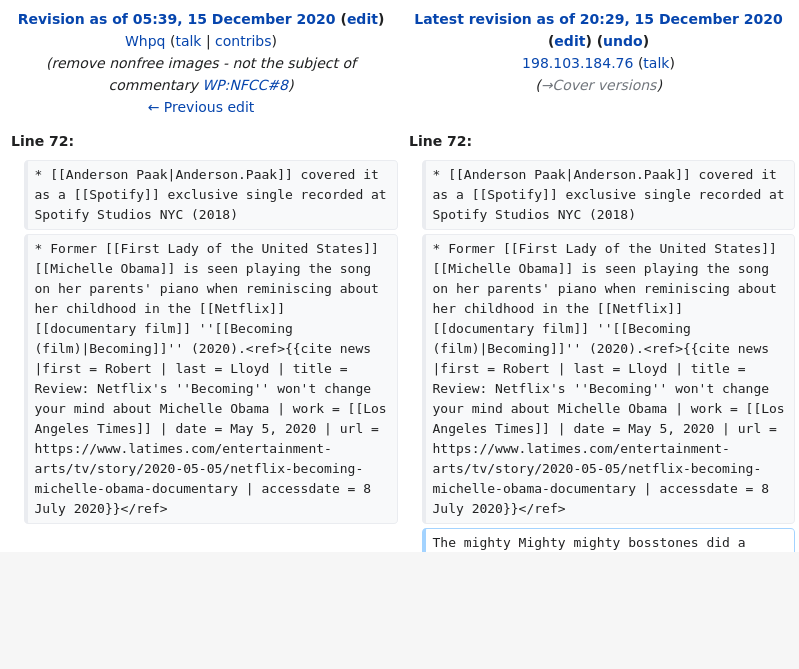 Revision as of 05:39, 15 December 2020 (edit)
Whpq (talk | contribs)
(remove nonfree images - not the subject of
commentary WP:NFCC#8)
← Previous edit
Latest revision as of 20:29, 15 December 2020
(edit) (undo)
198.103.184.76 (talk)
(→Cover versions)
Line 72:
* [[Anderson Paak|Anderson.Paak]] covered it
as a [[Spotify]] exclusive single recorded at
Spotify Studios NYC (2018)
* Former [[First Lady of the United States]]
[[Michelle Obama]] is seen playing the song
on her parents' piano when reminiscing about
her childhood in the [[Netflix]]
[[documentary film]] ''[[Becoming
(film)|Becoming]]'' (2020).<ref>{{cite news
|first = Robert | last = Lloyd | title =
Review: Netflix's ''Becoming'' won't change
your mind about Michelle Obama | work = [[Los
Angeles Times]] | date = May 5, 2020 | url =
https://www.latimes.com/entertainment-
arts/tv/story/2020-05-05/netflix-becoming-
michelle-obama-documentary | accessdate = 8
July 2020}}</ref>
Line 72:
* [[Anderson Paak|Anderson.Paak]] covered it
as a [[Spotify]] exclusive single recorded at
Spotify Studios NYC (2018)
* Former [[First Lady of the United States]]
[[Michelle Obama]] is seen playing the song
on her parents' piano when reminiscing about
her childhood in the [[Netflix]]
[[documentary film]] ''[[Becoming
(film)|Becoming]]'' (2020).<ref>{{cite news
|first = Robert | last = Lloyd | title =
Review: Netflix's ''Becoming'' won't change
your mind about Michelle Obama | work = [[Los
Angeles Times]] | date = May 5, 2020 | url =
https://www.latimes.com/entertainment-
arts/tv/story/2020-05-05/netflix-becoming-
michelle-obama-documentary | accessdate = 8
July 2020}}</ref>
The mighty Mighty mighty bosstones did a